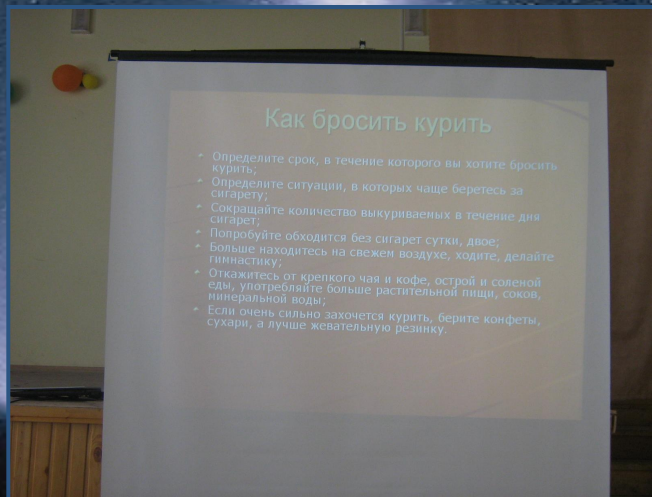 Как бросить курить
Определите срок, в течение которого вы хотите бросить
курить;
Определите ситуации, в которых чаще беретесь за
сигарету;
Сокращайте количество выкуриваемых в течение дня
сигарет;
Попробуйте обходится без сигарет сутки, двое;
Больше находитесь на свежем воздухе, ходите, делайте
гимнастику;
Откажитесь от крепкого чая и кофе, острой и соленой
еды, употребляйте больше растительной пищи, соков,
минеральной воды;
Если очень сильно захочется курить, берите конфеты,
сухари, а лучше жевательную резинку.